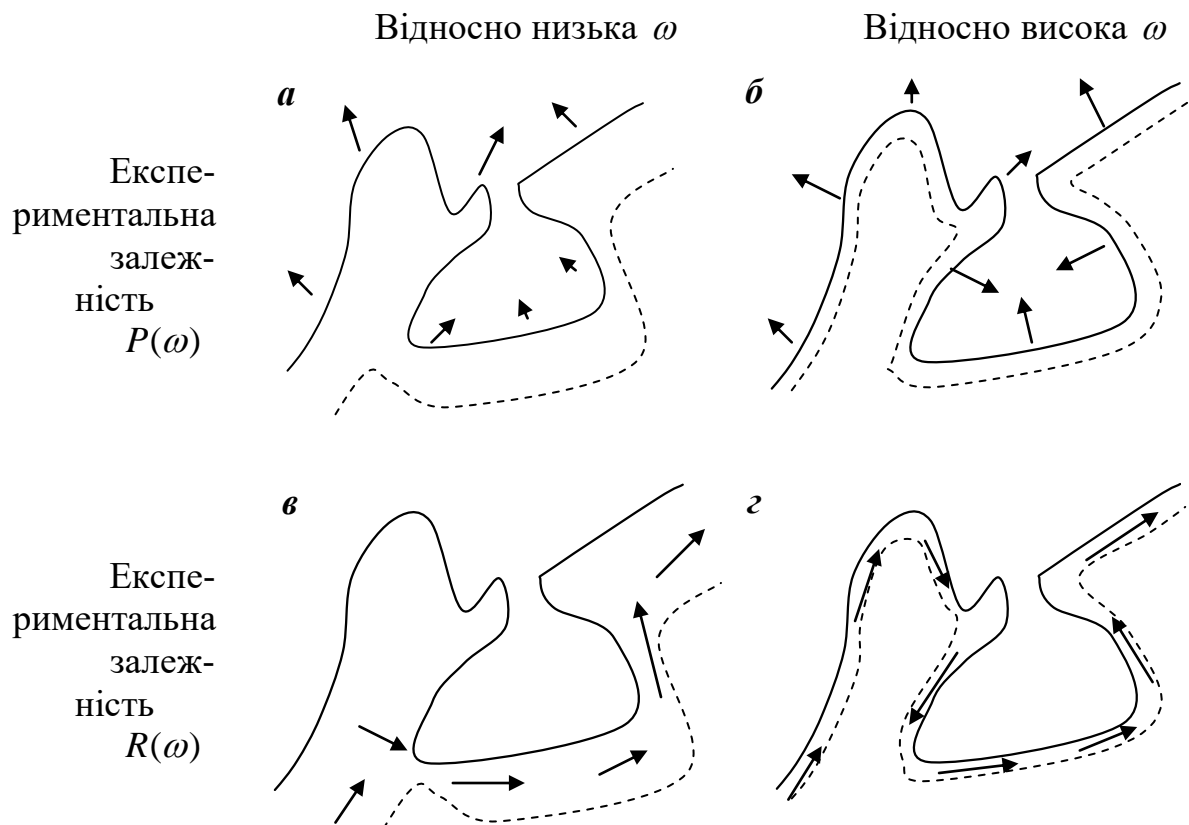 Відносно низька ω
Відносно висока ω
а
б
Експе-
риментальна
залеж-
ність
P(ω)
в
г
Експе-
риментальна
залеж-
ність
R(ω)